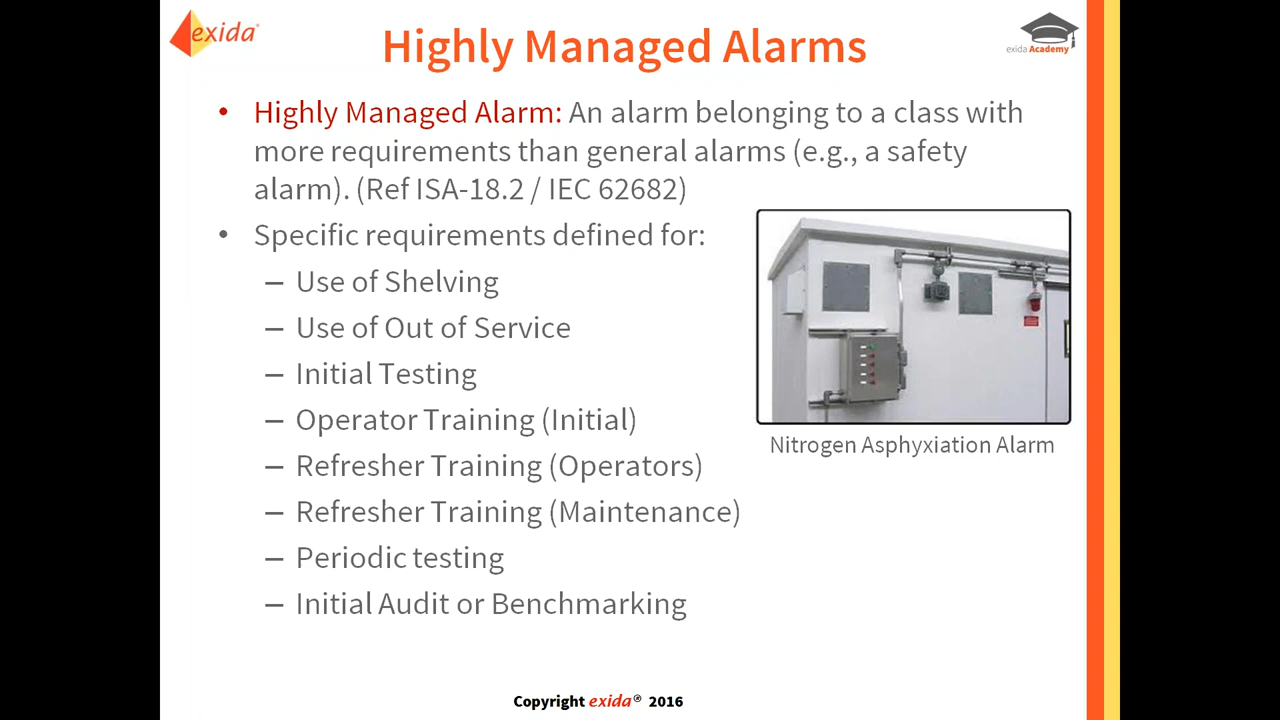 exida®
Highly Managed Alarms
exida Academy
• Highly Managed Alarm: An alarm belonging to a class with
more requirements than general alarms (e.g., a safety
alarm). (Ref ISA-18.2 / IEC 62682)
• Specific requirements defined for:
– Use of Shelving
– Use of Out of Service
– Initial Testing
– Operator Training (Initial)
– Refresher Training (Operators)
– Refresher Training (Maintenance)
– Periodic testing
– Initial Audit or Benchmarking
Nitrogen Asphyxiation Alarm
Copyright exida® 2016